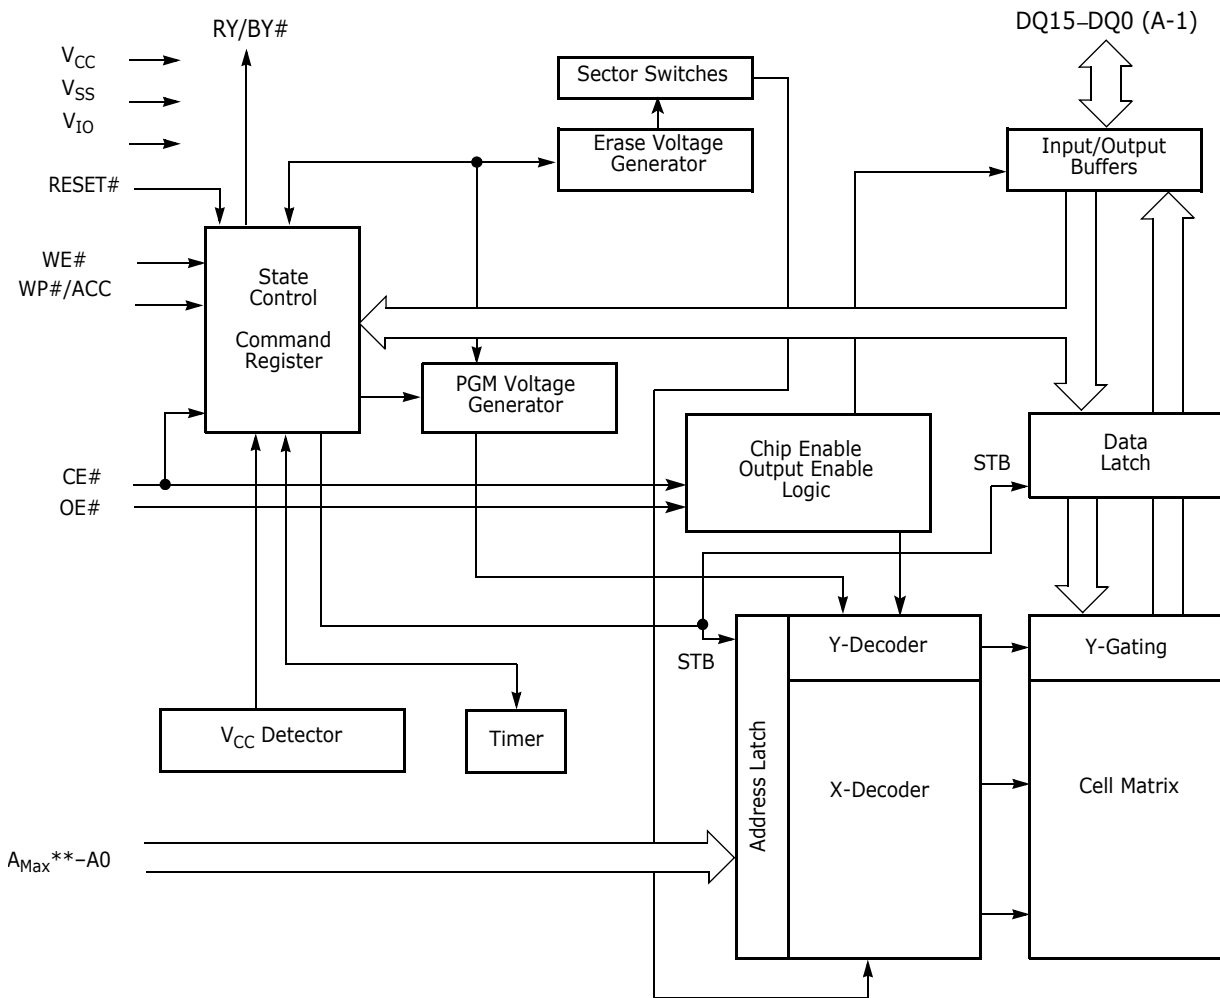 RY/BY#
DQ15–DQ0 (A-1)
VCC
VSS
VIO
RESET#
WE#
WP#/ACC
CE#
OE#
AMax**–A0
Sector Switches
Erase Voltage
Generator
Input/Output
Buffers
State
Control
Command
Register
PGM Voltage
Generator
Chip Enable
Output Enable
Logic
STB
Data
Latch
STB
Y-Decoder
Y-Gating
VCC Detector
Timer
Address Latch
X-Decoder
Cell Matrix